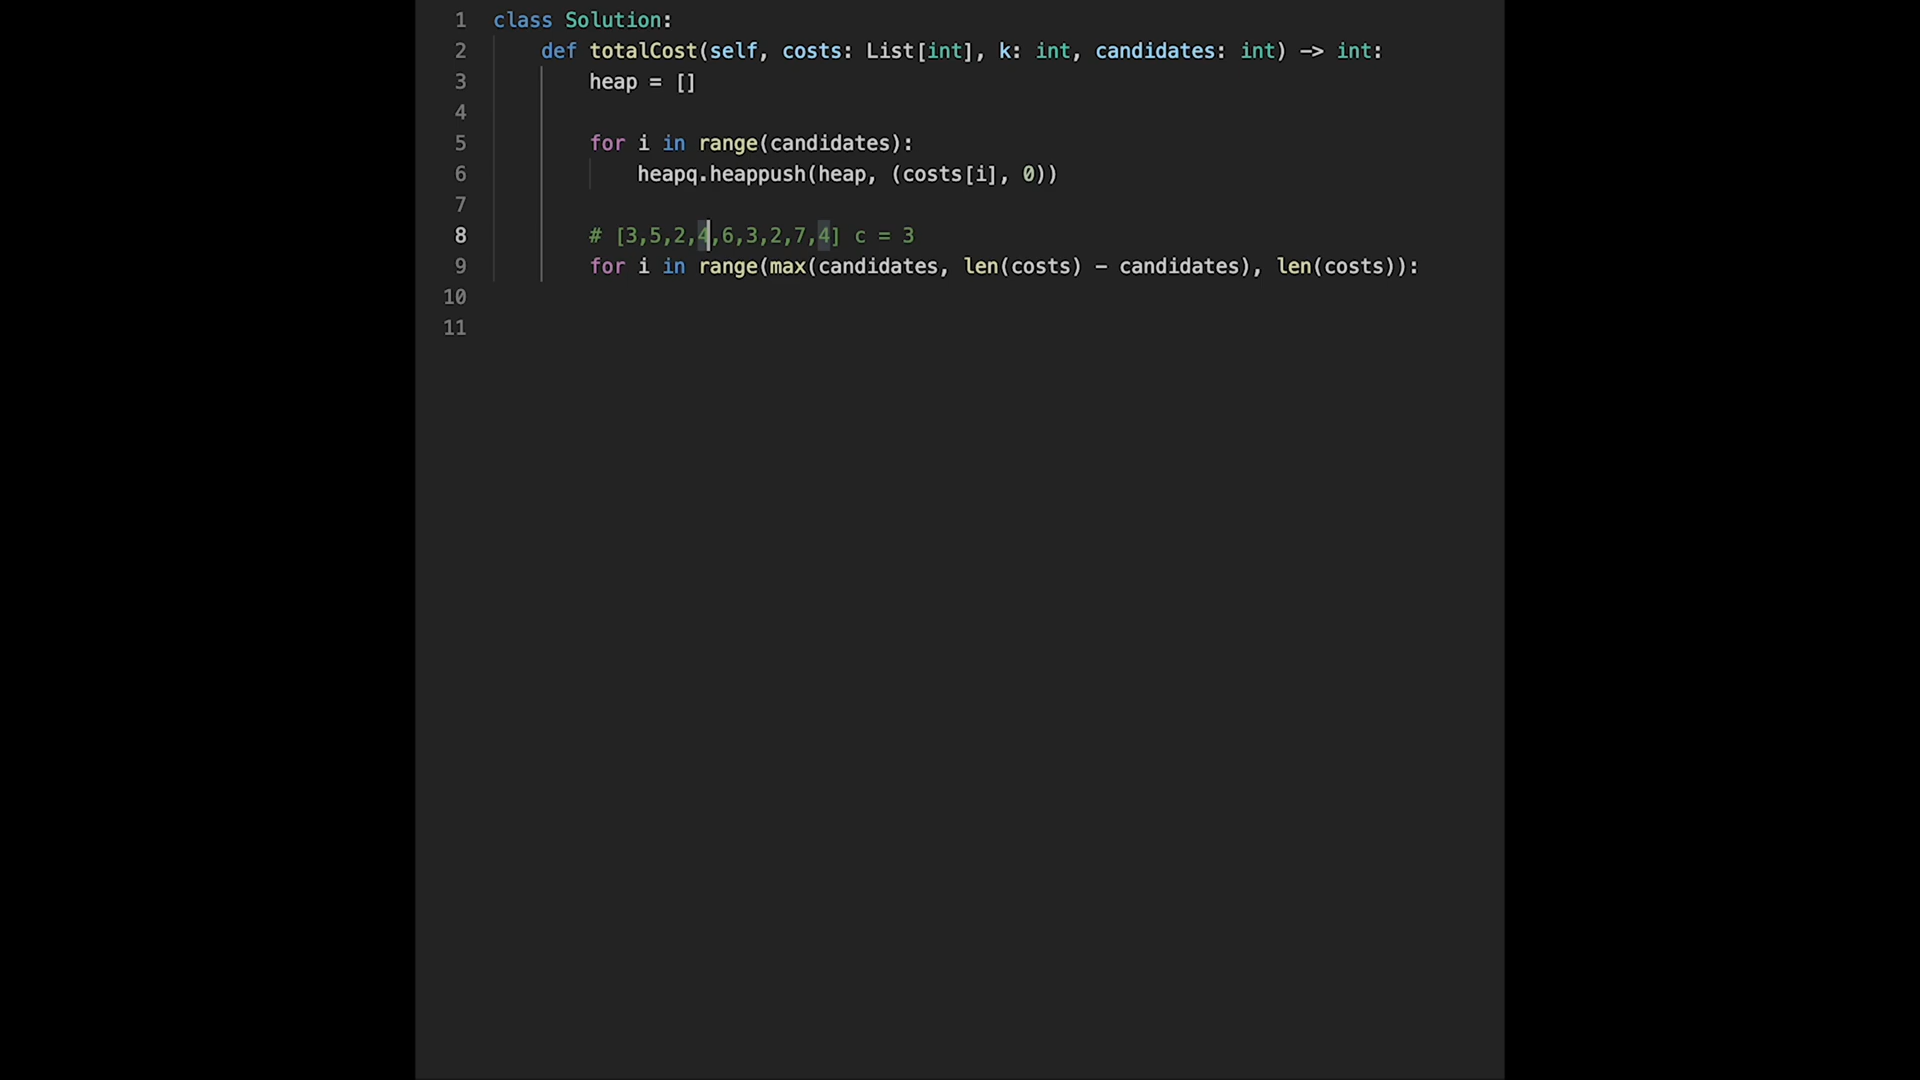 1 class Solution:
2 def totalCost(self, costs: List[int], k: int, candidates: int) -> int:
3 heap = []
4
5 for i in range(candidates):
6 heapq.heappush(heap, (costs[i], 0))
7
8 # [3,5,2,4,6,3,2,7,4] c = 3
9 for i in range(max(candidates, len(costs) - candidates), len(costs)):
10
11